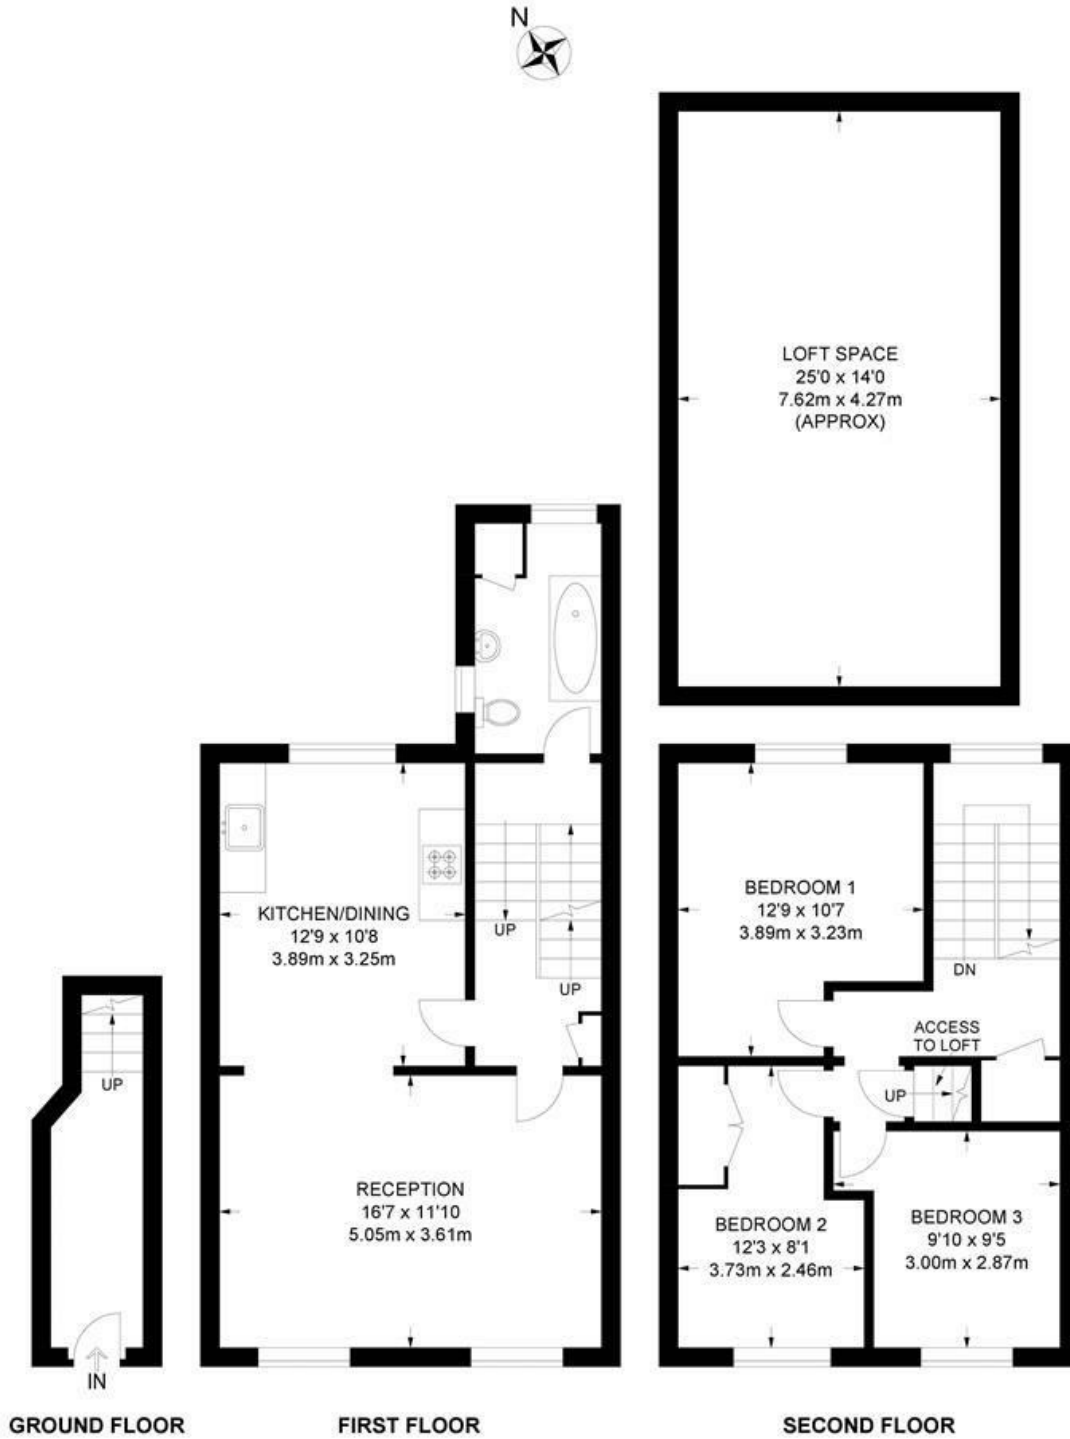 N
LOFT SPACE
25'0 x 14'0
7.62m x 4.27m
(APPROX)
KITCHEN/DINING
12'9 x 10'8
3.89m x 3.25m
UP
UP
UP
RECEPTION
16'7 x 11'10
5.05m x 3.61m
IN
BEDROOM 1
12'9 x 10'7
3.89m x 3.23m
DN
ACCESS
TO LOFT
UP
BEDROOM 2
12'3 x 8'1
3.73m x 2.46m
BEDROOM 3
9'10 x 9'5
3.00m x 2.87m
GROUND FLOOR
FIRST FLOOR
SECOND FLOOR